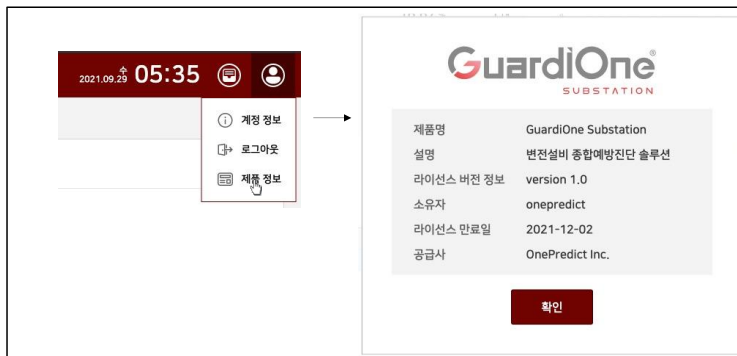 2021.09.29 수 05:35
계정 정보
로그아웃
제품 정보
GuardiOne®
SUBSTATION
제품명 GuardiOne Substation
설명 변전설비 종합예방진단 솔루션
라이선스 버전 정보 version 1.0
소유자 onepredict
라이선스 만료일 2021-12-02
공급사 OnePredict Inc.
확인